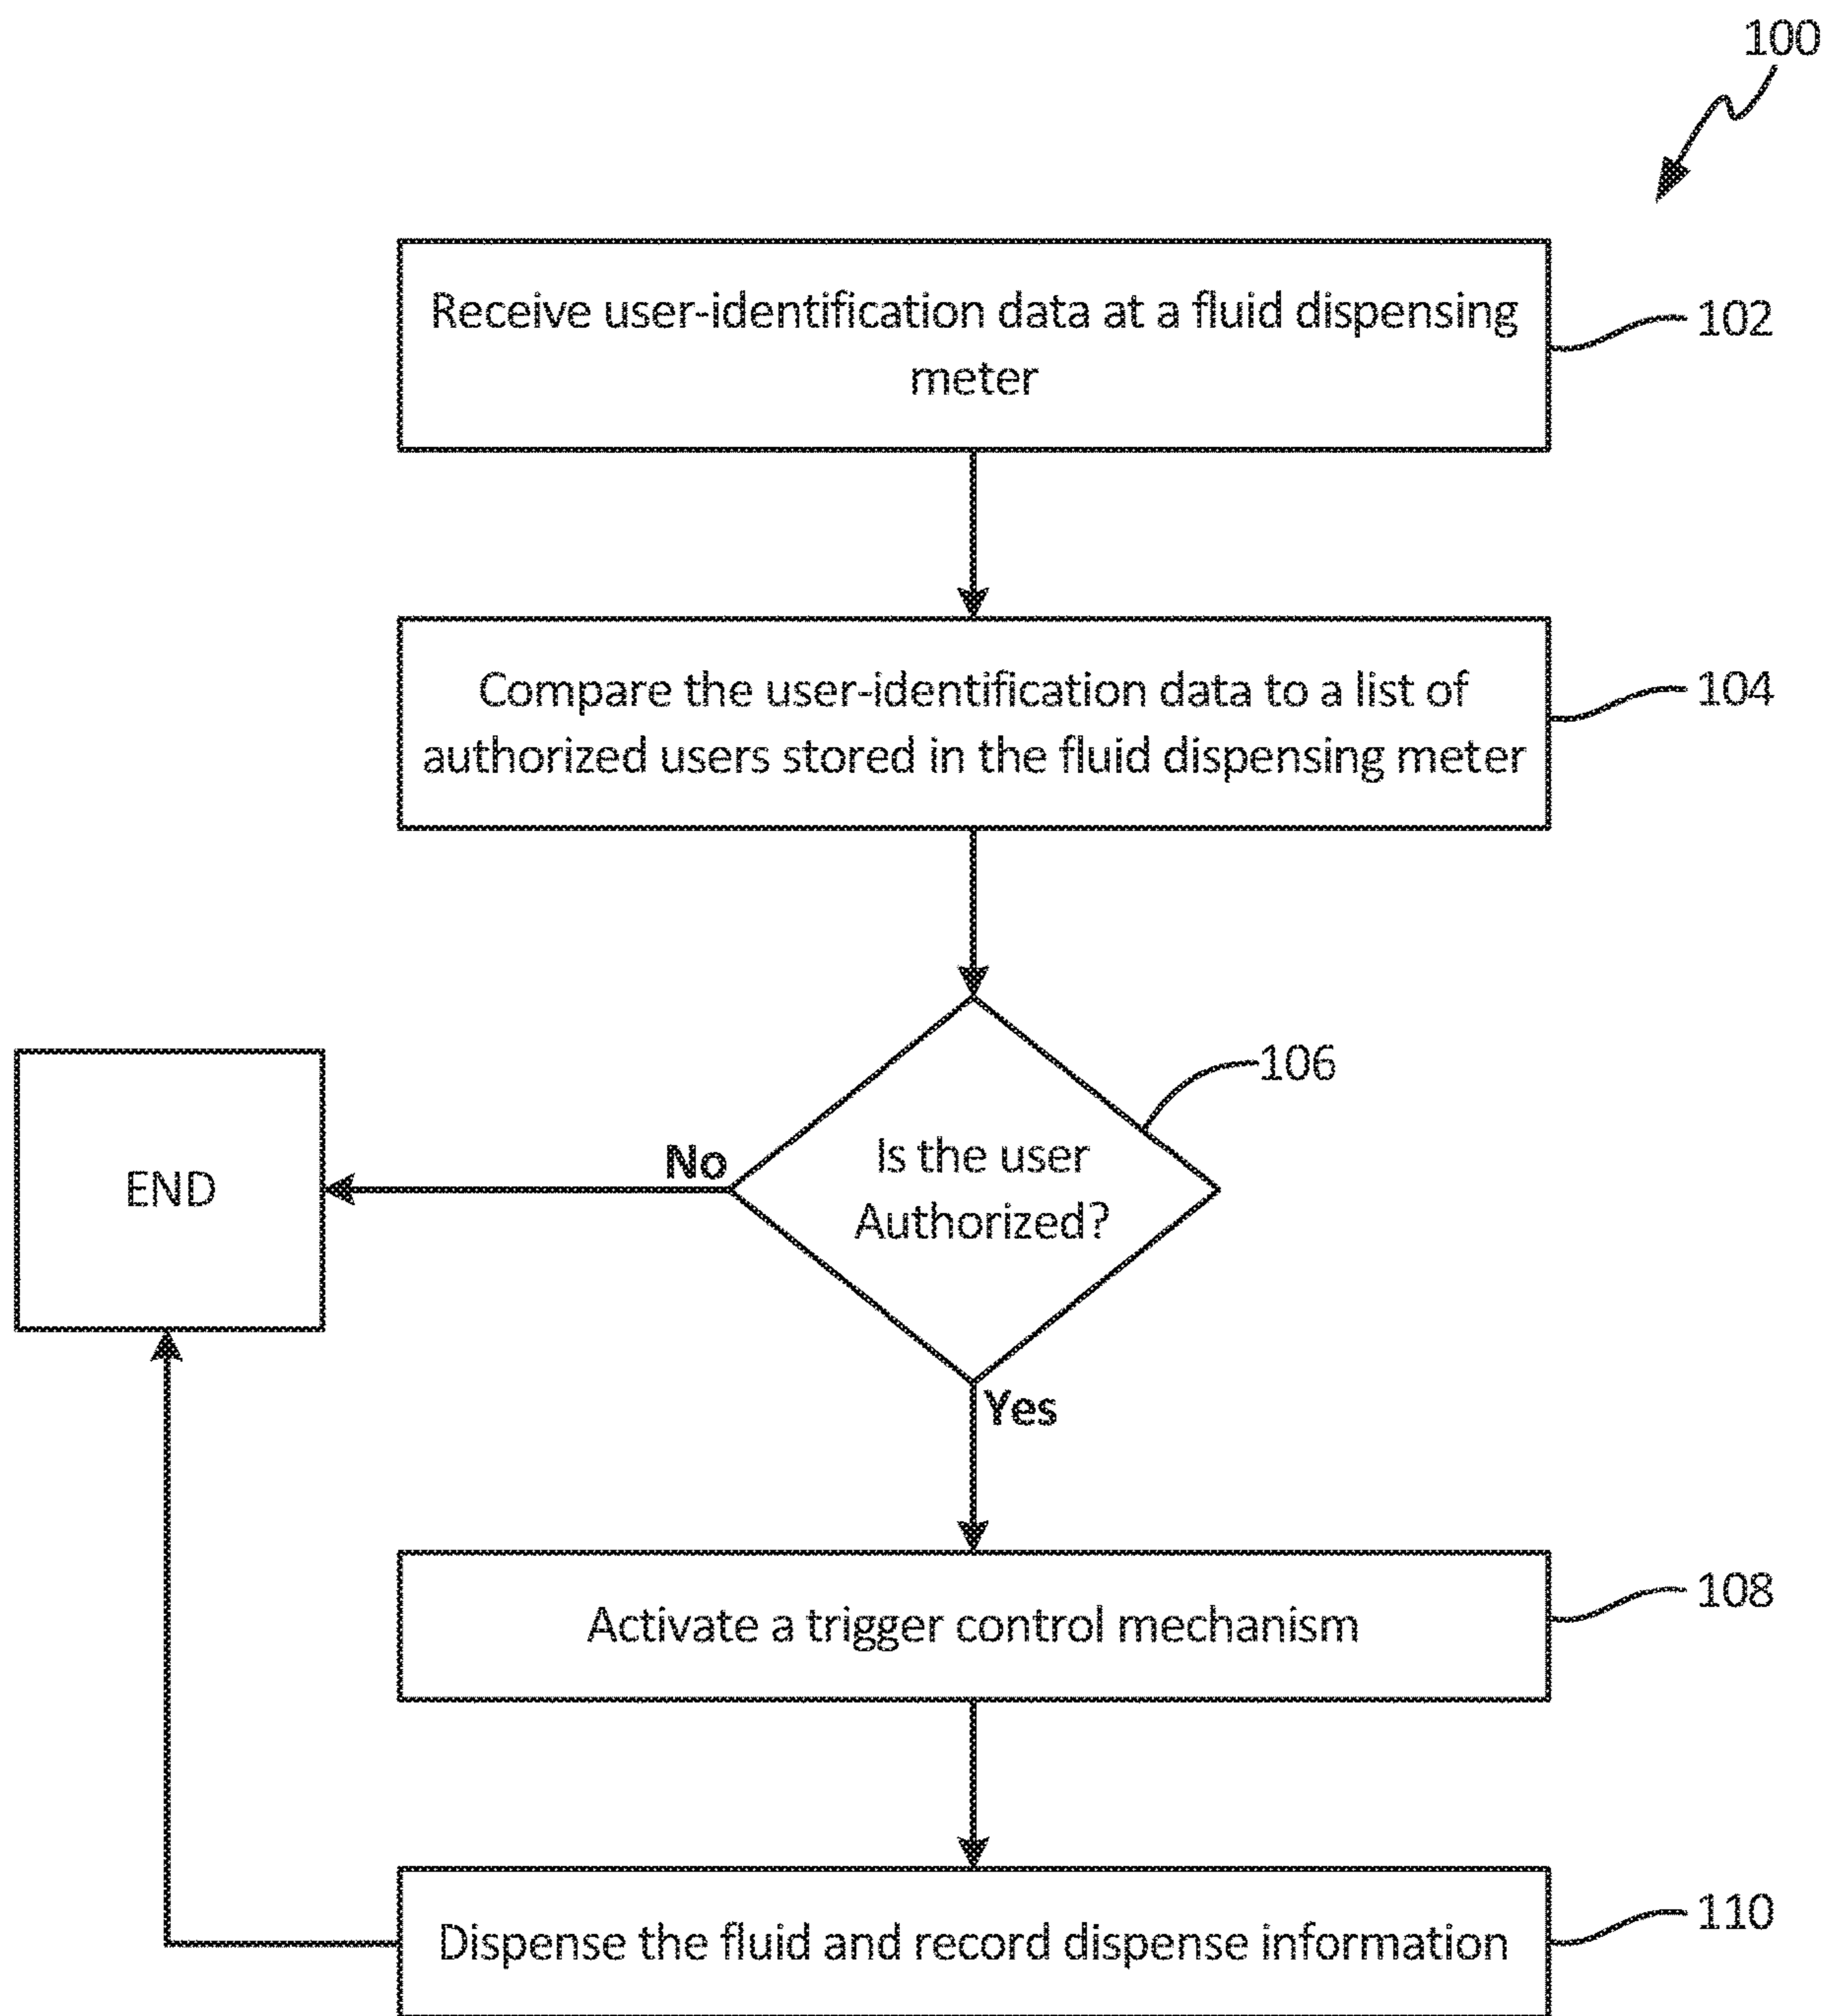 100
Receive user-identification data at a fluid dispensing
meter
102
Compare the user-identification data to a list of
authorized users stored in the fluid dispensing meter
104
106
Is the user
Authorized?
No
END
Yes
Activate a trigger control mechanism
108
Dispense the fluid and record dispense information
110